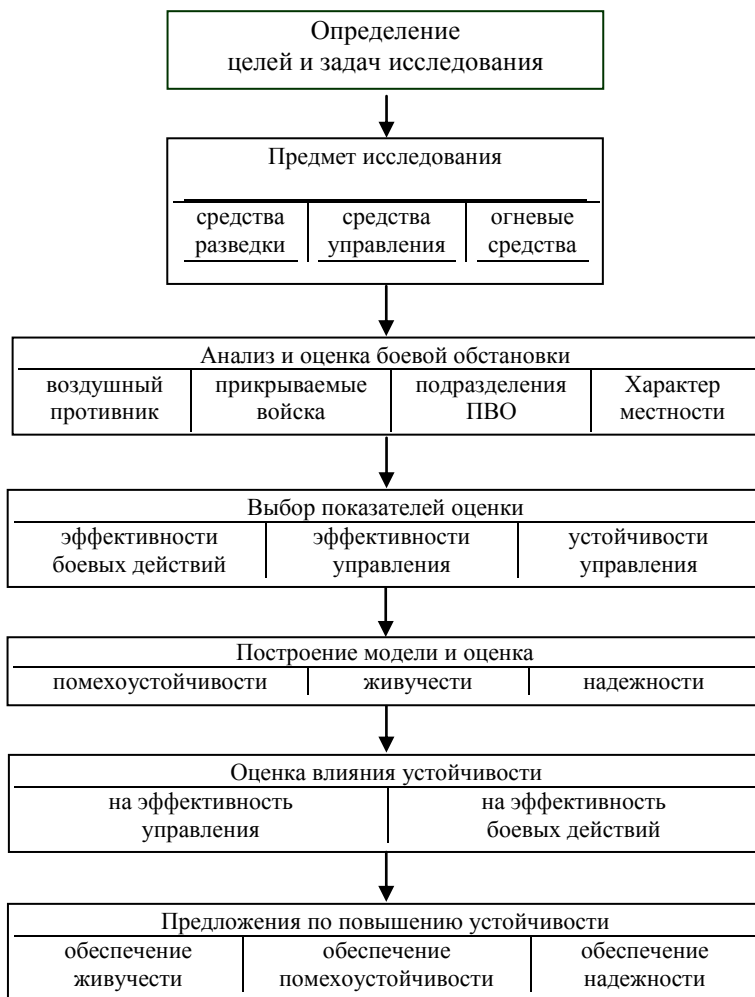 Определение
целей и задач исследования
Предмет исследования
средства
разведки
средства
управления
огневые
средства
Анализ и оценка боевой обстановки
воздушный
противник
прикрываемые
войска
подразделения
ПВО
Характер
местности
Выбор показателей оценки
эффективности
боевых действий
эффективности
управления
устойчивости
управления
Построение модели и оценка
помехоустойчивости
живучести
надежности
Оценка влияния устойчивости
на эффективность
управления
на эффективность
боевых действий
Предложения по повышению устойчивости
обеспечение
живучести
обеспечение
помехоустойчивости
обеспечение
надежности